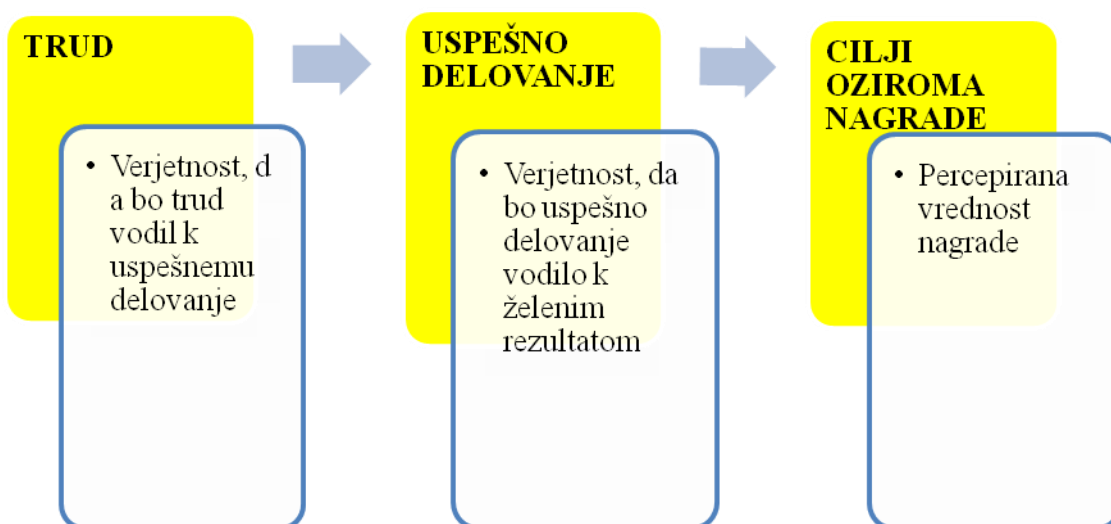 TRUD
• Verjetnost, d
a bo trud
vodil k
uspešnemu
delovanje
USPEŠNO
DELOVANJE
• Verjetnost, da
bo uspešno
delovanje
vodilo k
želenim
rezultatom
CILJI
OZIROMA
NAGRADE
• Percepirana
vrednost
nagrade